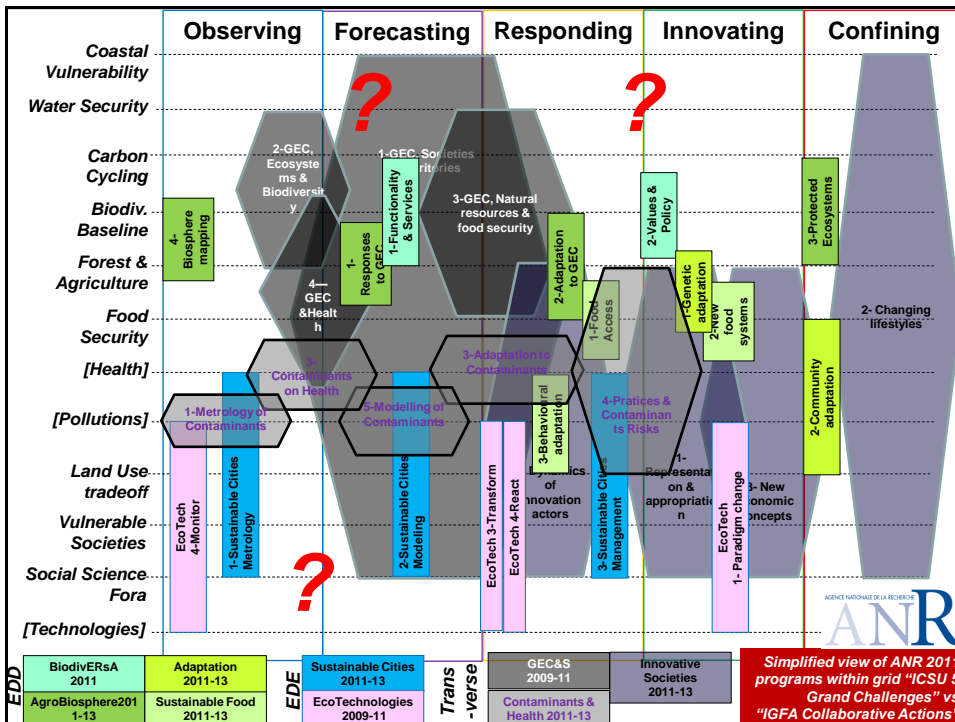 Observing
Forecasting
Responding
Innovating
Confining
Coastal
Vulnerability
Water Security
Carbon
Cycling
Biodiv.
Baseline
Forest &
Agriculture
Food
Security
[Health]
[Pollutions]
Land Use
tradeoff
Vulnerable
Societies
Social Science
Fora
[Technologies]
?
?
?
2-GEC,
Ecosyste
ms &
Biodiversit
y
1-GEC, Societies
3-GEC, Natural
resources &
food security
4—
GEC
&Healt
h
4-
Biosphere
mapping
1-
Responses
to GEC
1-Functionality
& Services
2-Adaptation
to GEC
1-Food
Access
2-Values &
Policy
1-Genetic
adaptation
2-New
food
systems
3-Protected
Ecosystems
2- Changing
lifestyles
2-Community
adaptation
3-
Contaminants
on Health
1-Metrology of
Contaminants
5-Modelling of
Contaminants
3-Adaptation to
Contaminants
4-Pratices &
Contaminan
ts Risks
3-Behavioural
adaptation
Dynamics
of
innovation
actors
1-
Representati
on &
appropriatio
n
3- New
economic
concepts
EcoTech
4-Monitor
1-Sustainable Cities
Metrology
2-Sustainable Cities
Modeling
EcoTech 3-Transform
EcoTech 4-React
3-Sustainable Cities
Management
EcoTech
1- Paradigm change
AGENCE NATIONALE DE LA RECHERCHE
ANR
EDD
BiodivERsA
2011
Adaptation
2011-13
AgroBiosphere201
1-13
Sustainable Food
2011-13
EDE
Sustainable Cities
2011-13
EcoTechnologies
2009-11
Trans
-verse
GEC&S
2009-11
Contaminants &
Health 2011-13
Innovative
Societies
2011-13
Simplified view of ANR 2011
programs within grid “ICSU 5
Grand Challenges” vs
“IGFA Collaborative Actions”